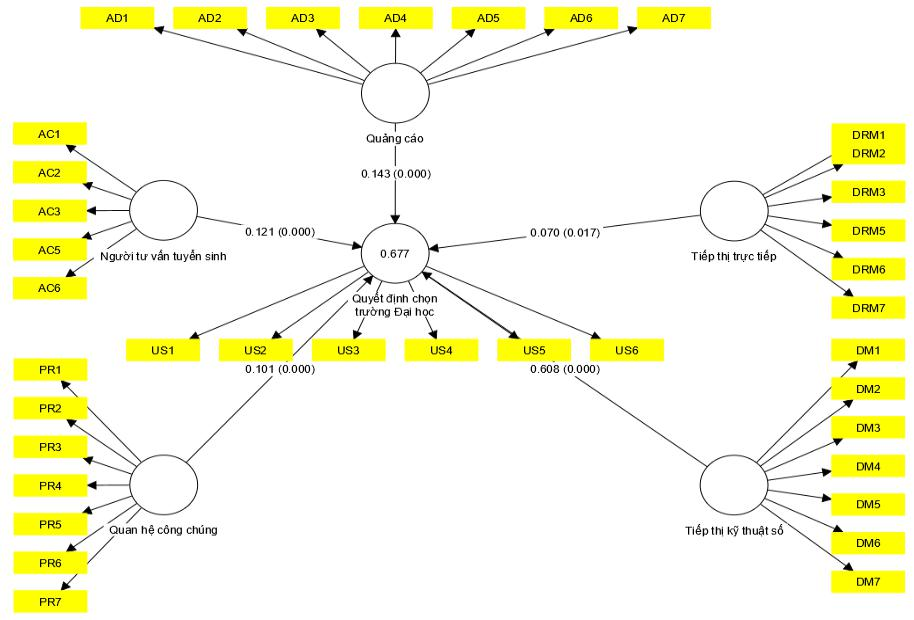 AD1
AD2
AD3
AD4
AD5
AD6
AD7
Quảng cáo
0.143 (0.000)
AC1
AC2
AC3
AC5
AC6
Người tư vấn tuyển sinh
0.121 (0.000)
DRM1
DRM2
DRM3
DRM5
DRM6
DRM7
Tiếp thị trực tiếp
0.070 (0.017)
0.677
Quyết định chọn
trường Đại học
US1
US2
US3
US4
US5
US6
0.101 (0.000)
0.608 (0.000)
PR1
PR2
PR3
PR4
PR5
PR6
PR7
Quan hệ công chúng
DM1
DM2
DM3
DM4
DM5
DM6
DM7
Tiếp thị kỹ thuật số